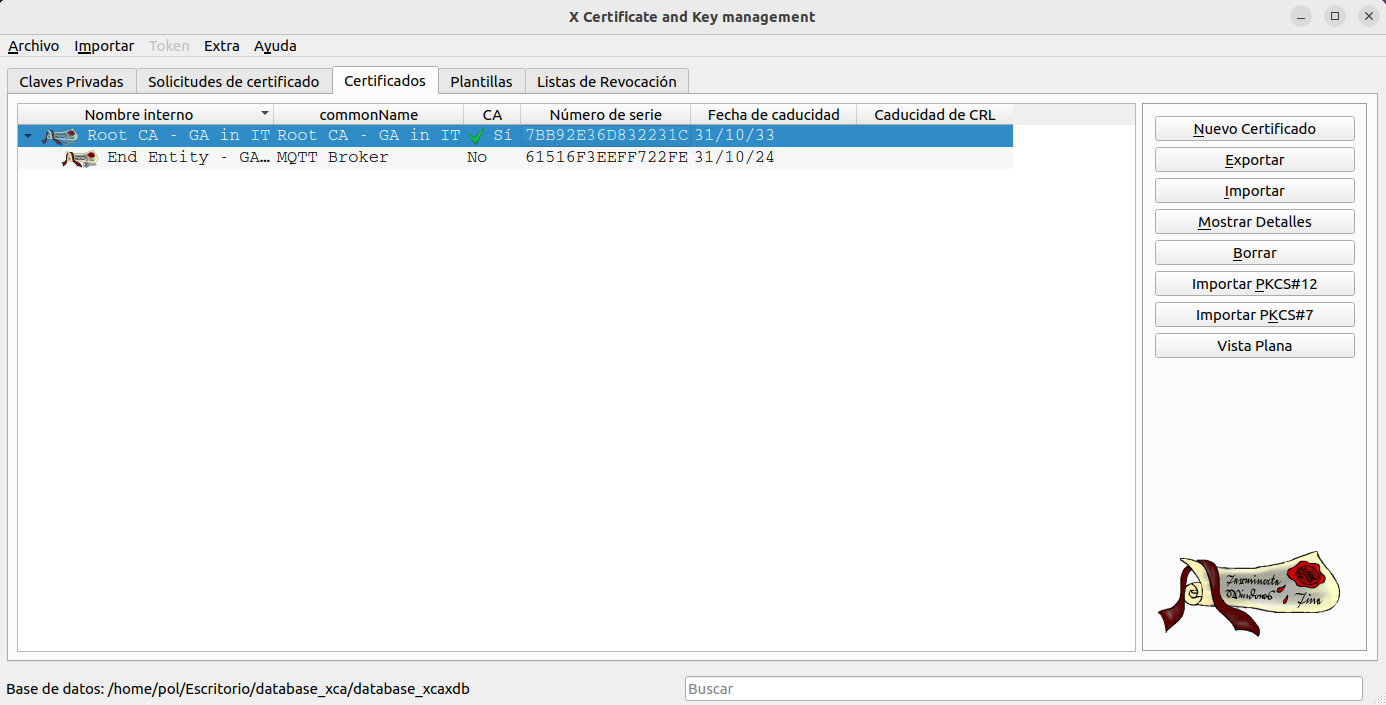 X Certificate and Key management
Archivo Importar Token Extra Ayuda
Claves Privadas Solicitudes de certificado Certificados Plantillas Listas de Revocación
Nombre interno commonName CA Número de serie Fecha de caducidad Caducidad de CRL
Root CA - GA in IT Root CA - GA in IT Sí 7BB92E36D832231C 31/10/33
End Entity - GA... MQTT Broker No 61516F3EEFF722FE 31/10/24
Nuevo Certificado
Exportar
Importar
Mostrar Detalles
Borrar
Importar PKCS#12
Importar PKCS#7
Vista Plana
Terminate
Windows
Fine
Base de datos: /home/pol/Escritorio/database_xca/database_xcaxdb
Buscar